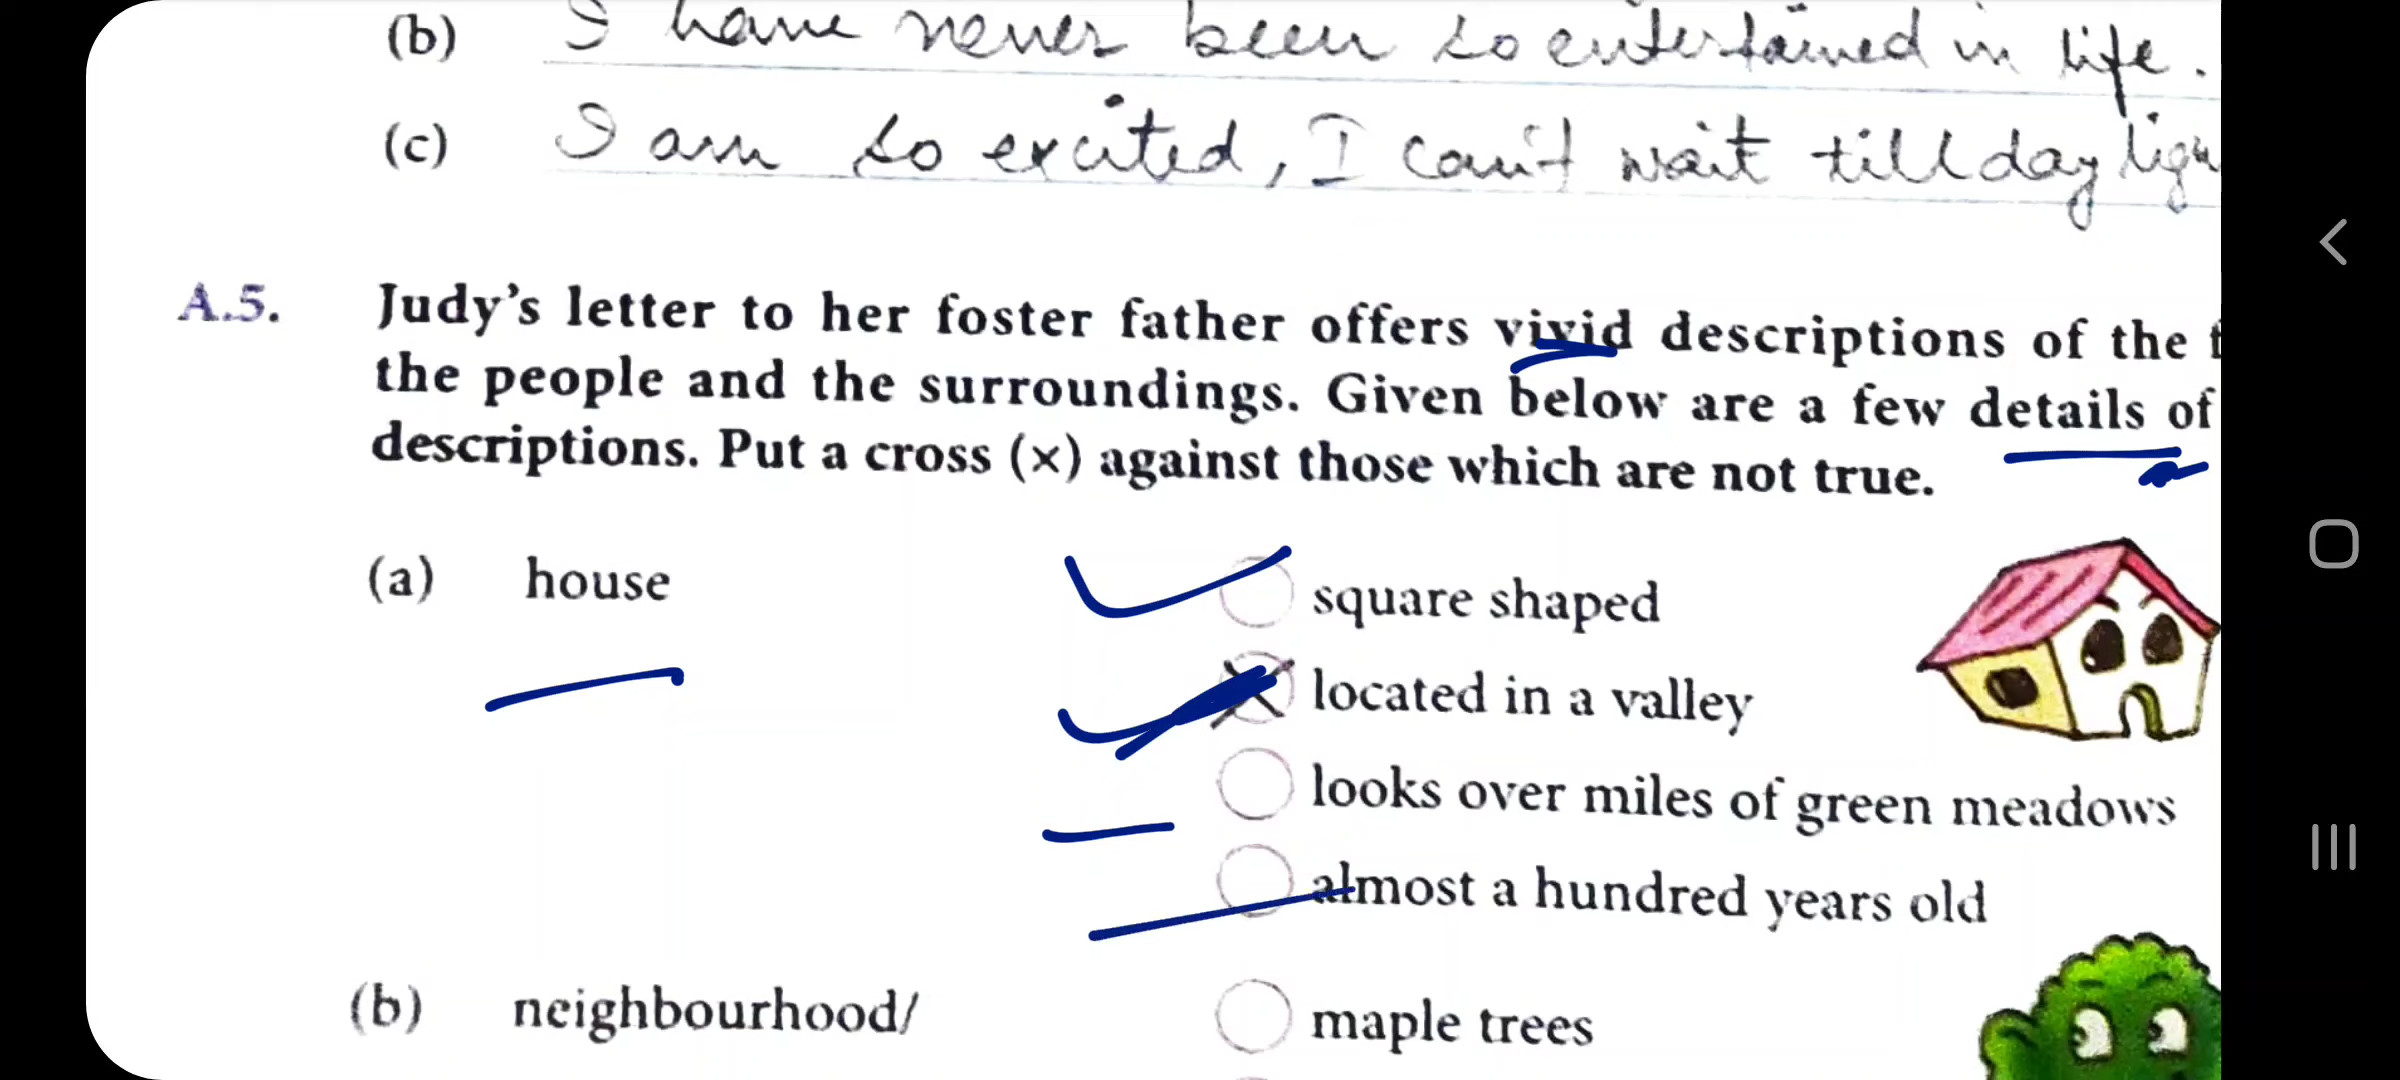 (b) I have never been so entertained in life.
(c) I am so excited, I can't wait till day
A.5. Judy's letter to her foster father offers vivid descriptions of the
the people and the surroundings. Given below are a few details of
descriptions. Put a cross (×) against those which are not true.
(a) house square shaped
located in a valley
looks over miles of green meadows
almost a hundred years old
(b) neighbourhood/ maple trees